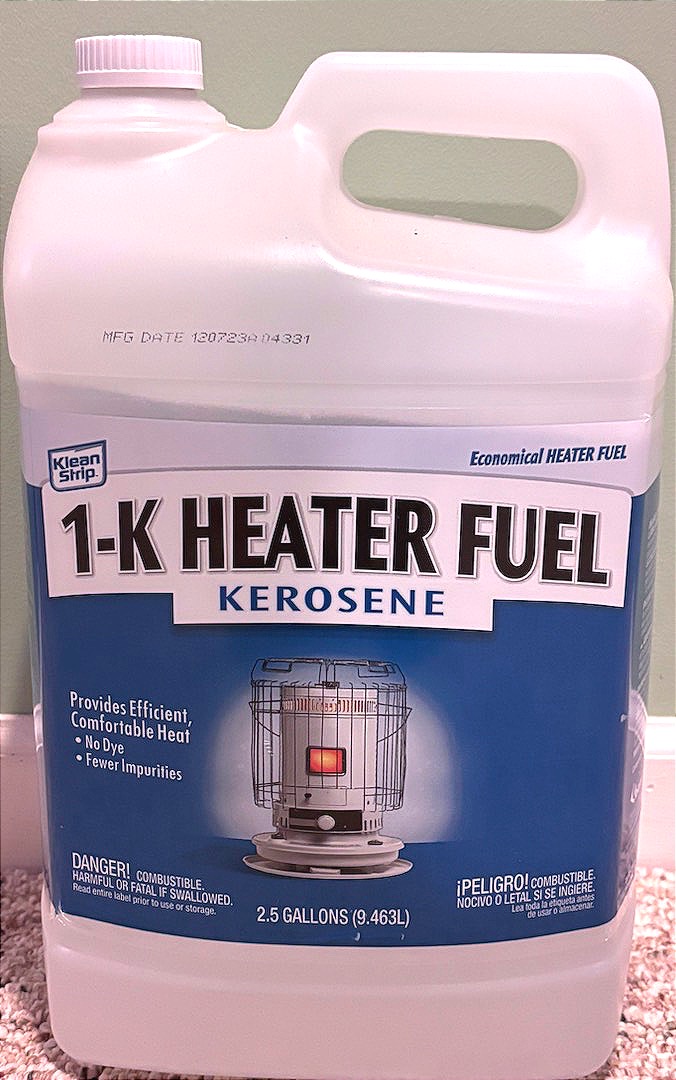 MFG DATE 120723A04331
Klean
Strip®
Economical HEATER FUEL
1-K HEATER FUEL
KEROSENE
Provides Efficient,
Comfortable Heat
• No Dye
• Fewer Impurities
DANGER! COMBUSTIBLE.
HARMFUL OR FATAL IF SWALLOWED.
Read entire label prior to use or storage.
2.5 GALLONS (9.463L)
¡PELIGRO! COMBUSTIBLE.
NOCIVO O LETAL SI SE INGIERE.
Lea toda la etiqueta antes
de usar o almacenar.